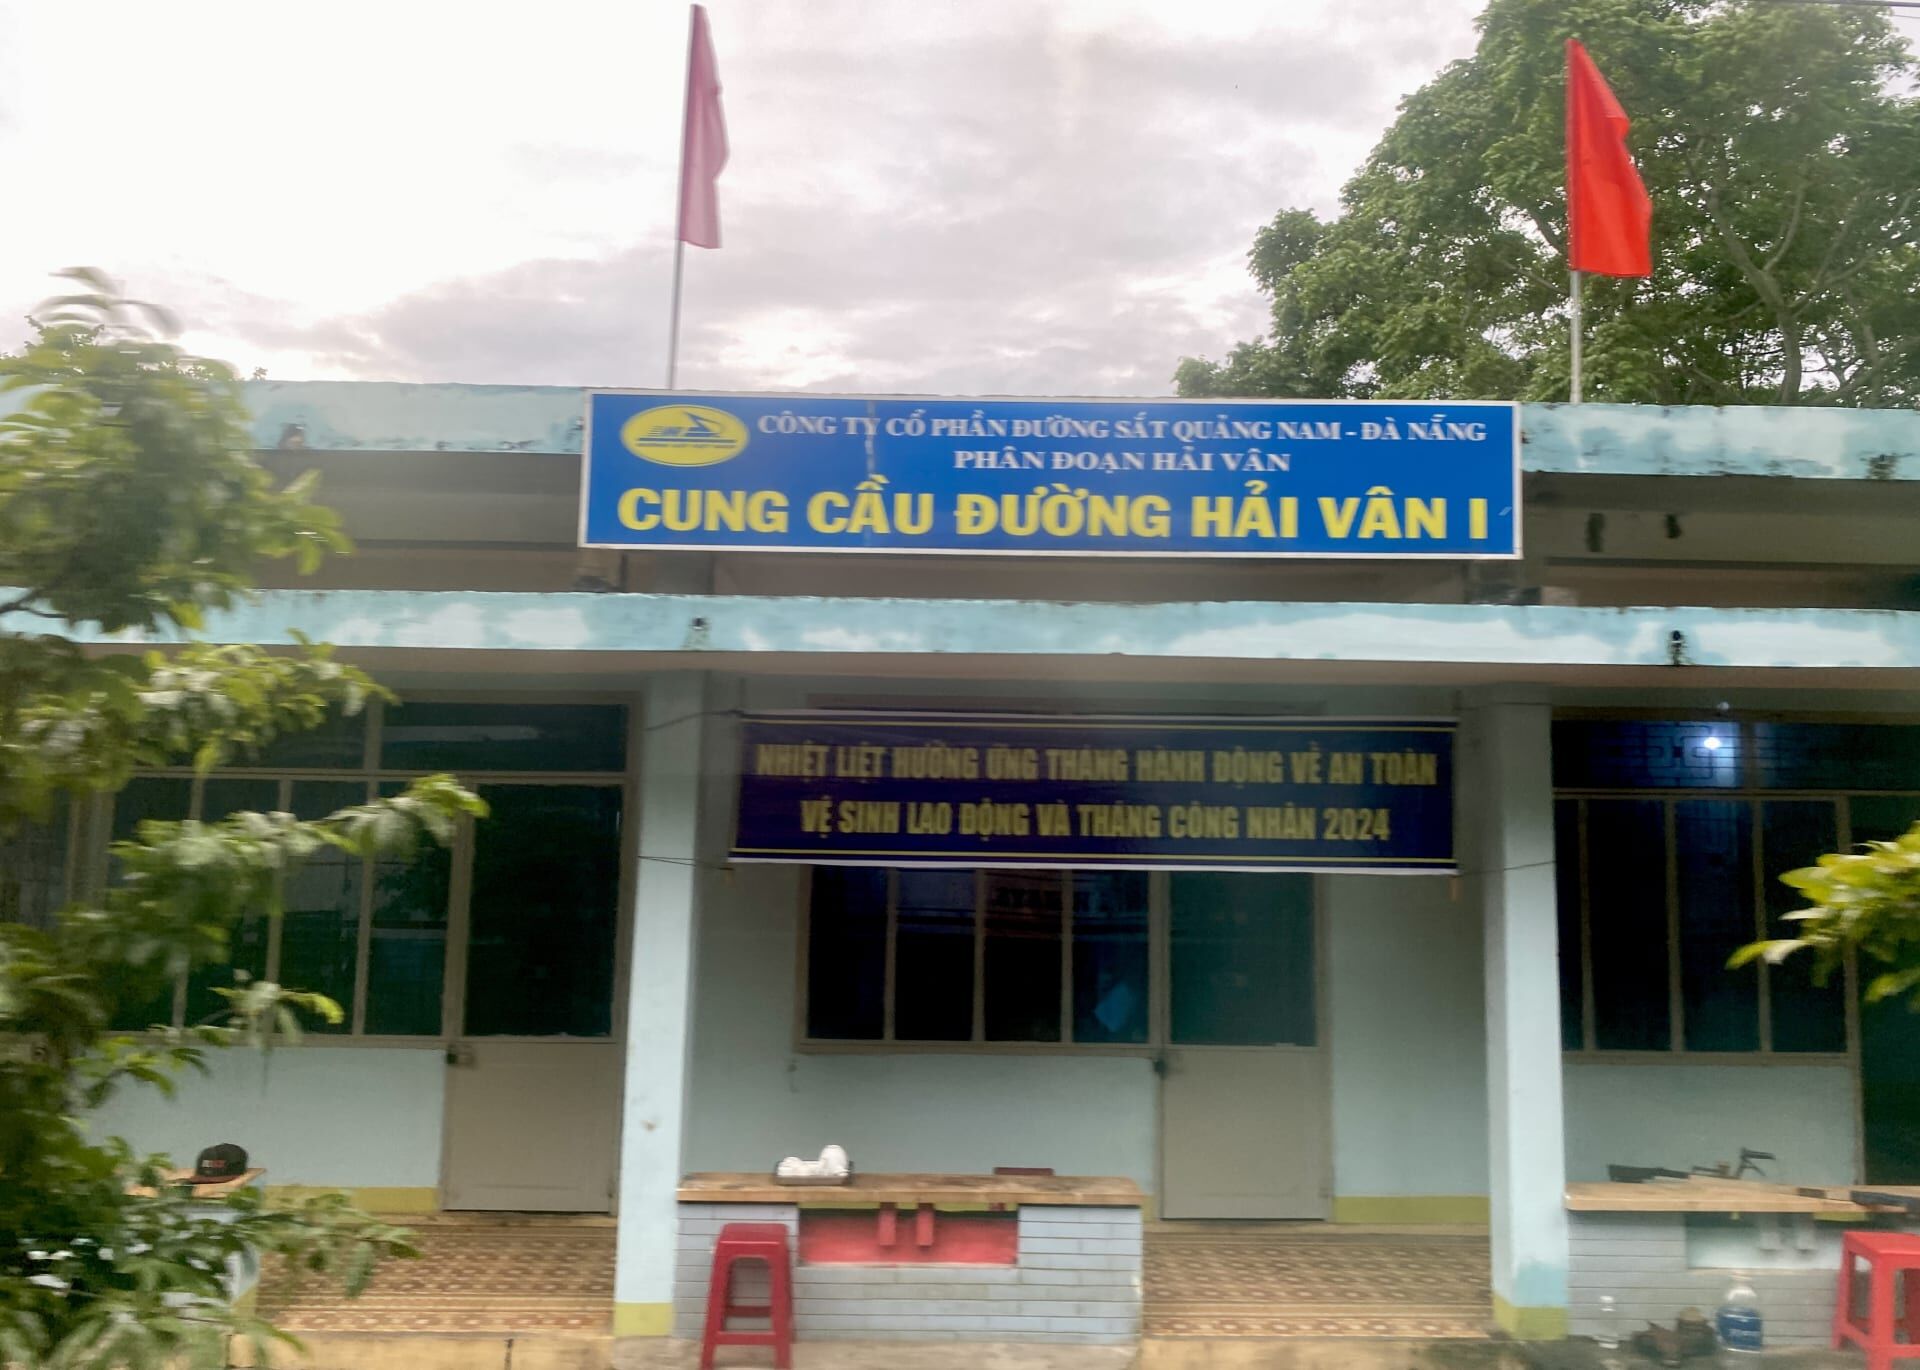 CÔNG TY CỔ PHẦN ĐƯỜNG SẮT QUẢNG NAM - ĐÀ NẴNG
PHÂN ĐOẠN HẢI VÂN
CUNG CẦU ĐƯỜNG HẢI VÂN I
NHIỆT LIỆT HƯỞNG ỨNG THÁNG HÀNH ĐỘNG VỀ AN TOÀN
VỆ SINH LAO ĐỘNG VÀ THÁNG CÔNG NHÂN 2024